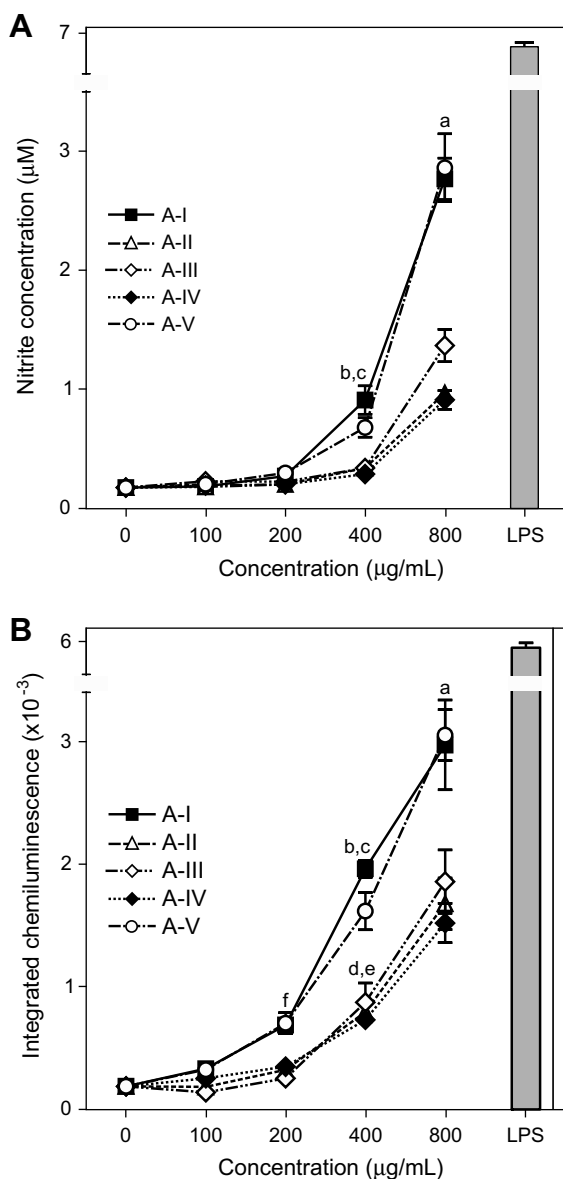 A
7
3
2
1
0
Nitrite concentration (μM)
A-I
A-II
A-III
A-IV
A-V
a
b,c
0 100 200 400 800 LPS
Concentration (μg/mL)
B
6
3
2
1
0
Integrated chemiluminescence (x10⁻³)
A-I
A-II
A-III
A-IV
A-V
a
b,c
d,e
f
0 100 200 400 800 LPS
Concentration (μg/mL)